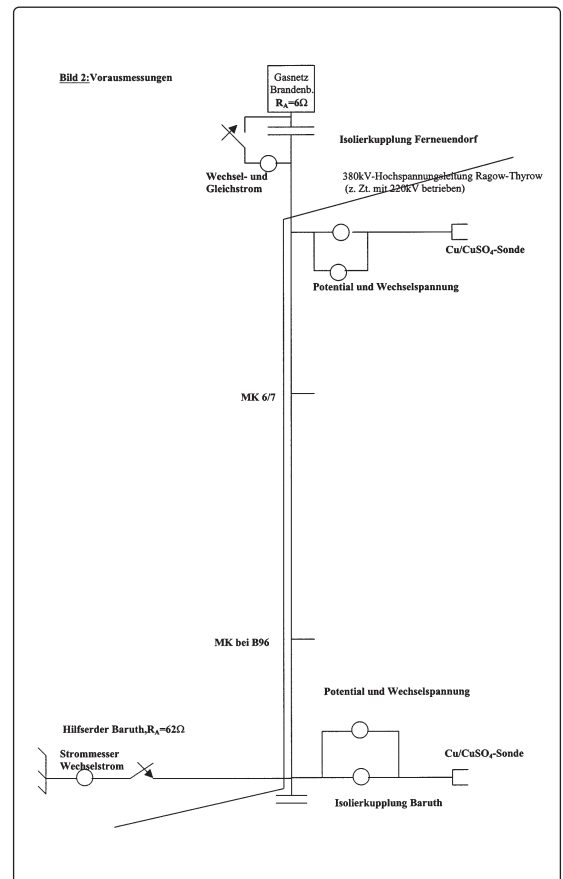 Bild 2:Vorausmessungen
Gasnetz
Brandenb.
R_A=6Ω
Isolierkupplung Ferneuendorf
Wechsel- und
Gleichstrom
380kV-Hochspannungsleitung Ragow-Thyrow
(z. Zt. mit 220kV betrieben)
Cu/CuSO₄-Sonde
Potential und Wechselspannung
MK 6/7
MK bei B96
Potential und Wechselspannung
Hilfserder Baruth,R_A=62Ω
Strommesser
Wechselstrom
Cu/CuSO₄-Sonde
Isolierkupplung Baruth